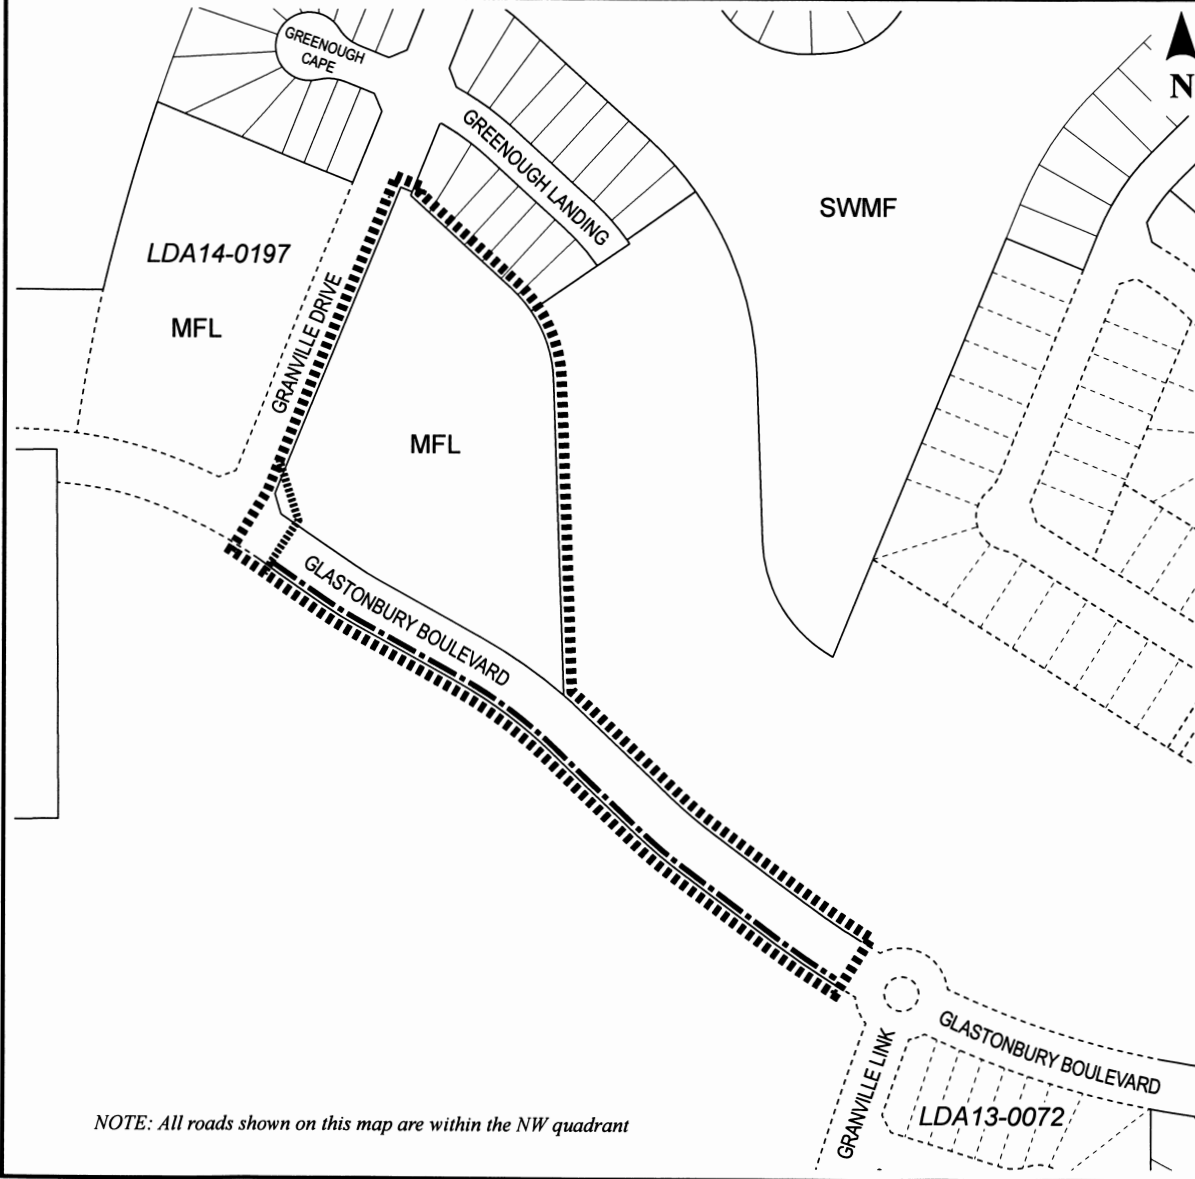 GREENOUGH
CAPE
N
GREENOUGH LANDING
SWMF
LDA14-0197
MFL
GRANVILLE DRIVE
MFL
GLASTONBURY BOULEVARD
GLASTONBURY BOULEVARD
GRANVILLE LINK
LDA13-0072
NOTE: All roads shown on this map are within the NW quadrant